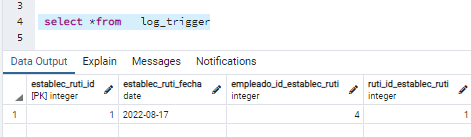 3
4 select *from log_trigger
5
Data Output Explain Messages Notifications
establec_ruti_id establec_ruti_fecha empleado_id_establec_ruti ruti_id_establec_ruti
[PK] integer date integer integer
1 1 2022-08-17 4 1